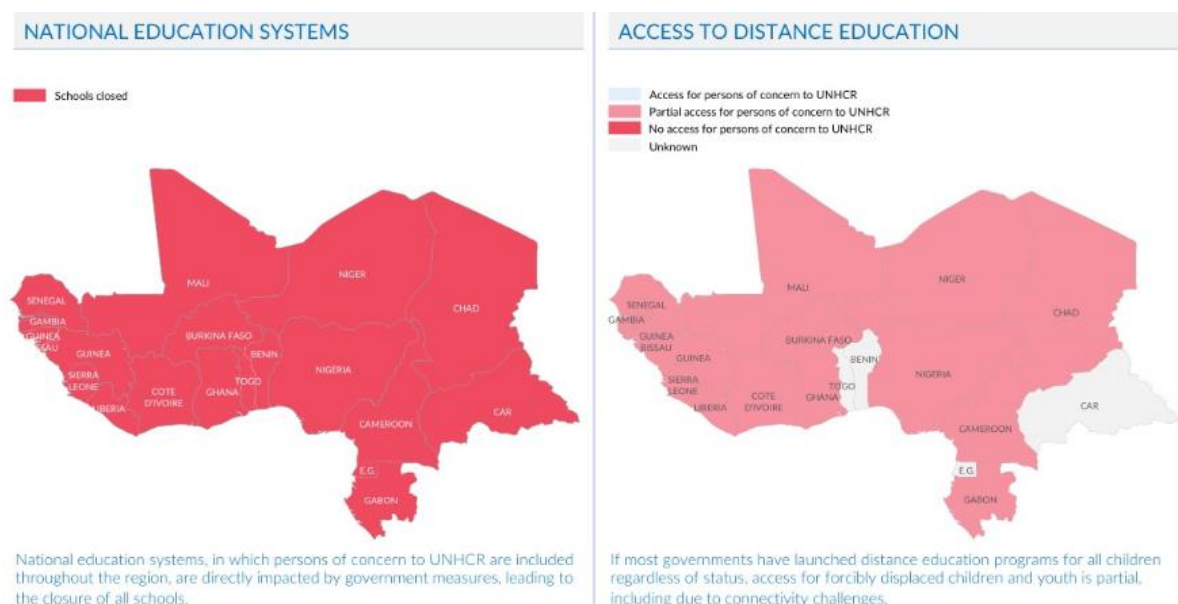 NATIONAL EDUCATION SYSTEMS
Schools closed
MALI
NIGER
CHAD
SENEGAL
GAMBIA
GUINEA
BISSAU
GUINEA
SIERRA
LEONE
LIBERIA
COTE
D'IVOIRE
BURKINA FASO
GHANA
TOGO
BENIN
NIGERIA
CAMEROON
CAR
E.G.
GABON
National education systems, in which persons of concern to UNHCR are included
throughout the region, are directly impacted by government measures, leading to
the closure of all schools.
ACCESS TO DISTANCE EDUCATION
Access for persons of concern to UNHCR
Partial access for persons of concern to UNHCR
No access for persons of concern to UNHCR
Unknown
MALI
NIGER
CHAD
SENEGAL
GAMBIA
GUINEA
BISSAU
GUINEA
SIERRA
LEONE
LIBERIA
COTE
D'IVOIRE
BURKINA FASO
GHANA
TOGO
BENIN
NIGERIA
CAMEROON
CAR
E.G.
GABON
If most governments have launched distance education programs for all children
regardless of status, access for forcibly displaced children and youth is partial,
including due to connectivity challenges.